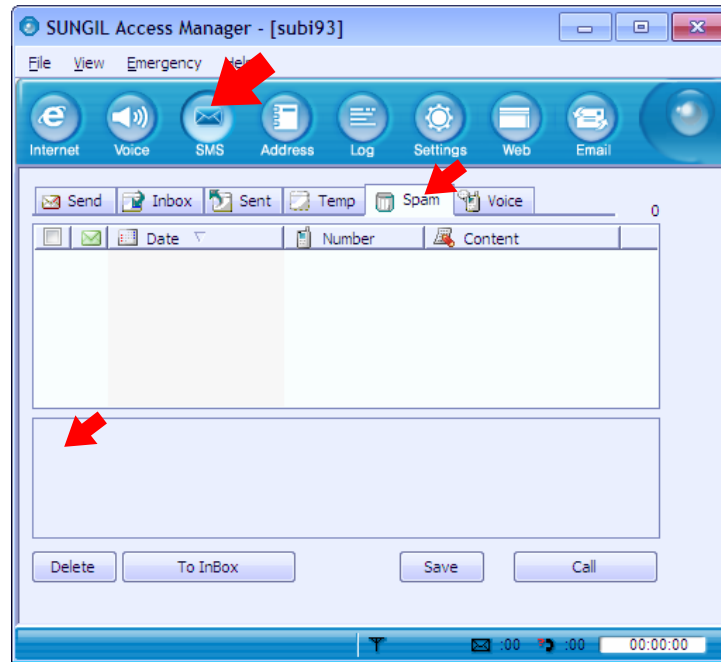 SUNGIL Access Manager - [subi93]
File View Emergency
Internet Voice SMS Address Log Settings Web Email
Send Inbox Sent Temp Spam Voice 0
Date Number Content
Delete To InBox Save Call
:00 :00 00:00:00